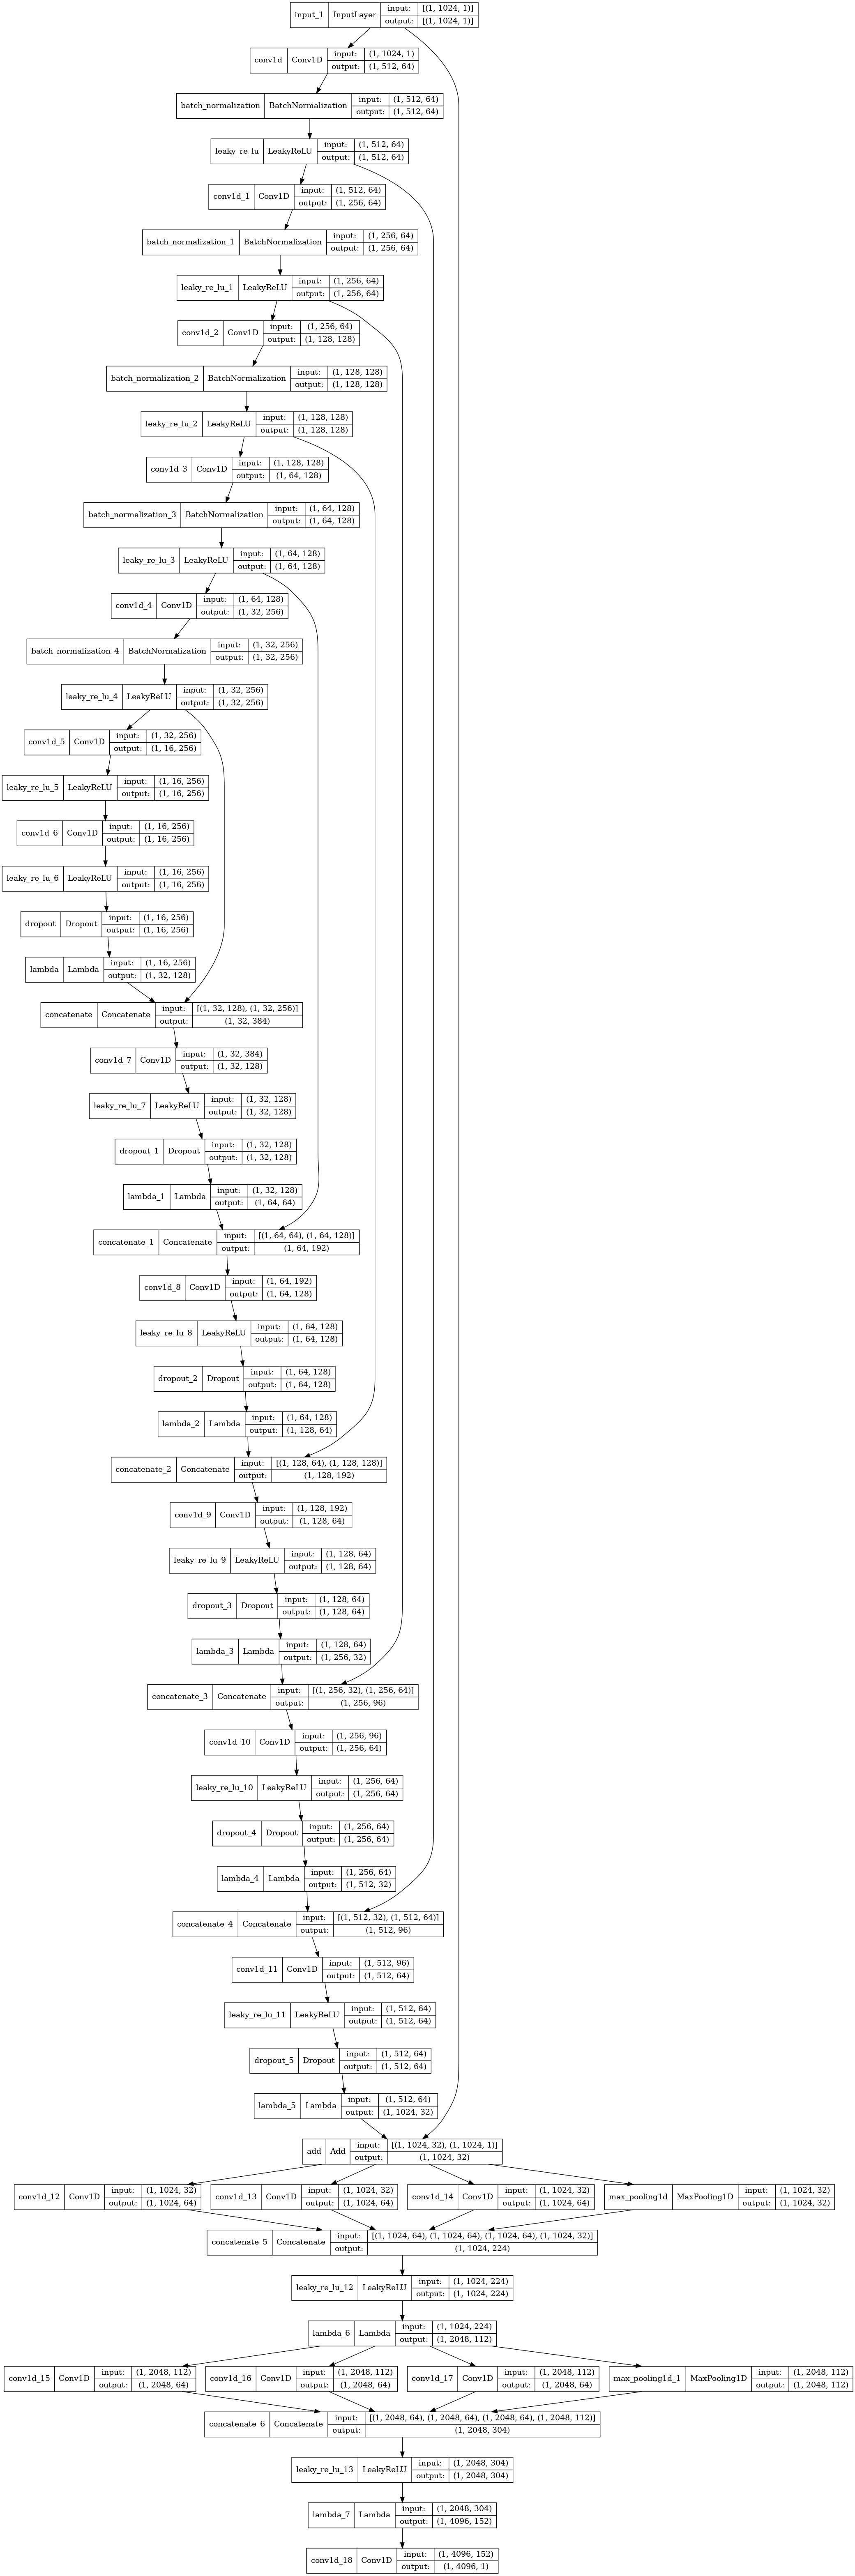 input_1 InputLayer input: [(1, 1024, 1)]
output: [(1, 1024, 1)]
conv1d Conv1D input: (1, 1024, 1)
output: (1, 512, 64)
batch_normalization BatchNormalization input: (1, 512, 64)
output: (1, 512, 64)
leaky_re_lu LeakyReLU input: (1, 512, 64)
output: (1, 512, 64)
conv1d_1 Conv1D input: (1, 512, 64)
output: (1, 256, 64)
batch_normalization_1 BatchNormalization input: (1, 256, 64)
output: (1, 256, 64)
leaky_re_lu_1 LeakyReLU input: (1, 256, 64)
output: (1, 256, 64)
conv1d_2 Conv1D input: (1, 256, 64)
output: (1, 128, 128)
batch_normalization_2 BatchNormalization input: (1, 128, 128)
output: (1, 128, 128)
leaky_re_lu_2 LeakyReLU input: (1, 128, 128)
output: (1, 128, 128)
conv1d_3 Conv1D input: (1, 128, 128)
output: (1, 64, 128)
batch_normalization_3 BatchNormalization input: (1, 64, 128)
output: (1, 64, 128)
leaky_re_lu_3 LeakyReLU input: (1, 64, 128)
output: (1, 64, 128)
conv1d_4 Conv1D input: (1, 64, 128)
output: (1, 32, 256)
batch_normalization_4 BatchNormalization input: (1, 32, 256)
output: (1, 32, 256)
leaky_re_lu_4 LeakyReLU input: (1, 32, 256)
output: (1, 32, 256)
conv1d_5 Conv1D input: (1, 32, 256)
output: (1, 16, 256)
leaky_re_lu_5 LeakyReLU input: (1, 16, 256)
output: (1, 16, 256)
conv1d_6 Conv1D input: (1, 16, 256)
output: (1, 16, 256)
leaky_re_lu_6 LeakyReLU input: (1, 16, 256)
output: (1, 16, 256)
dropout Dropout input: (1, 16, 256)
output: (1, 16, 256)
lambda Lambda input: (1, 16, 256)
output: (1, 32, 128)
concatenate Concatenate input: [(1, 32, 128), (1, 32, 256)]
output: (1, 32, 384)
conv1d_7 Conv1D input: (1, 32, 384)
output: (1, 32, 128)
leaky_re_lu_7 LeakyReLU input: (1, 32, 128)
output: (1, 32, 128)
dropout_1 Dropout input: (1, 32, 128)
output: (1, 32, 128)
lambda_1 Lambda input: (1, 32, 128)
output: (1, 64, 64)
concatenate_1 Concatenate input: [(1, 64, 64), (1, 64, 128)]
output: (1, 64, 192)
conv1d_8 Conv1D input: (1, 64, 192)
output: (1, 64, 128)
leaky_re_lu_8 LeakyReLU input: (1, 64, 128)
output: (1, 64, 128)
dropout_2 Dropout input: (1, 64, 128)
output: (1, 64, 128)
lambda_2 Lambda input: (1, 64, 128)
output: (1, 128, 64)
concatenate_2 Concatenate input: [(1, 128, 64), (1, 128, 128)]
output: (1, 128, 192)
conv1d_9 Conv1D input: (1, 128, 192)
output: (1, 128, 64)
leaky_re_lu_9 LeakyReLU input: (1, 128, 64)
output: (1, 128, 64)
dropout_3 Dropout input: (1, 128, 64)
output: (1, 128, 64)
lambda_3 Lambda input: (1, 128, 64)
output: (1, 256, 32)
concatenate_3 Concatenate input: [(1, 256, 32), (1, 256, 64)]
output: (1, 256, 96)
conv1d_10 Conv1D input: (1, 256, 96)
output: (1, 256, 64)
leaky_re_lu_10 LeakyReLU input: (1, 256, 64)
output: (1, 256, 64)
dropout_4 Dropout input: (1, 256, 64)
output: (1, 256, 64)
lambda_4 Lambda input: (1, 256, 64)
output: (1, 512, 32)
concatenate_4 Concatenate input: [(1, 512, 32), (1, 512, 64)]
output: (1, 512, 96)
conv1d_11 Conv1D input: (1, 512, 96)
output: (1, 512, 64)
leaky_re_lu_11 LeakyReLU input: (1, 512, 64)
output: (1, 512, 64)
dropout_5 Dropout input: (1, 512, 64)
output: (1, 512, 64)
lambda_5 Lambda input: (1, 512, 64)
output: (1, 1024, 32)
add Add input: [(1, 1024, 32), (1, 1024, 1)]
output: (1, 1024, 32)
conv1d_12 Conv1D input: (1, 1024, 32)
output: (1, 1024, 64)
conv1d_13 Conv1D input: (1, 1024, 32)
output: (1, 1024, 64)
conv1d_14 Conv1D input: (1, 1024, 32)
output: (1, 1024, 64)
max_pooling1d MaxPooling1D input: (1, 1024, 32)
output: (1, 1024, 32)
concatenate_5 Concatenate input: [(1, 1024, 64), (1, 1024, 64), (1, 1024, 64), (1, 1024, 32)]
output: (1, 1024, 224)
leaky_re_lu_12 LeakyReLU input: (1, 1024, 224)
output: (1, 1024, 224)
lambda_6 Lambda input: (1, 1024, 224)
output: (1, 2048, 112)
conv1d_15 Conv1D input: (1, 2048, 112)
output: (1, 2048, 64)
conv1d_16 Conv1D input: (1, 2048, 112)
output: (1, 2048, 64)
conv1d_17 Conv1D input: (1, 2048, 112)
output: (1, 2048, 64)
max_pooling1d_1 MaxPooling1D input: (1, 2048, 112)
output: (1, 2048, 112)
concatenate_6 Concatenate input: [(1, 2048, 64), (1, 2048, 64), (1, 2048, 64), (1, 2048, 112)]
output: (1, 2048, 304)
leaky_re_lu_13 LeakyReLU input: (1, 2048, 304)
output: (1, 2048, 304)
lambda_7 Lambda input: (1, 2048, 304)
output: (1, 4096, 152)
conv1d_18 Conv1D input: (1, 4096, 152)
output: (1, 4096, 1)